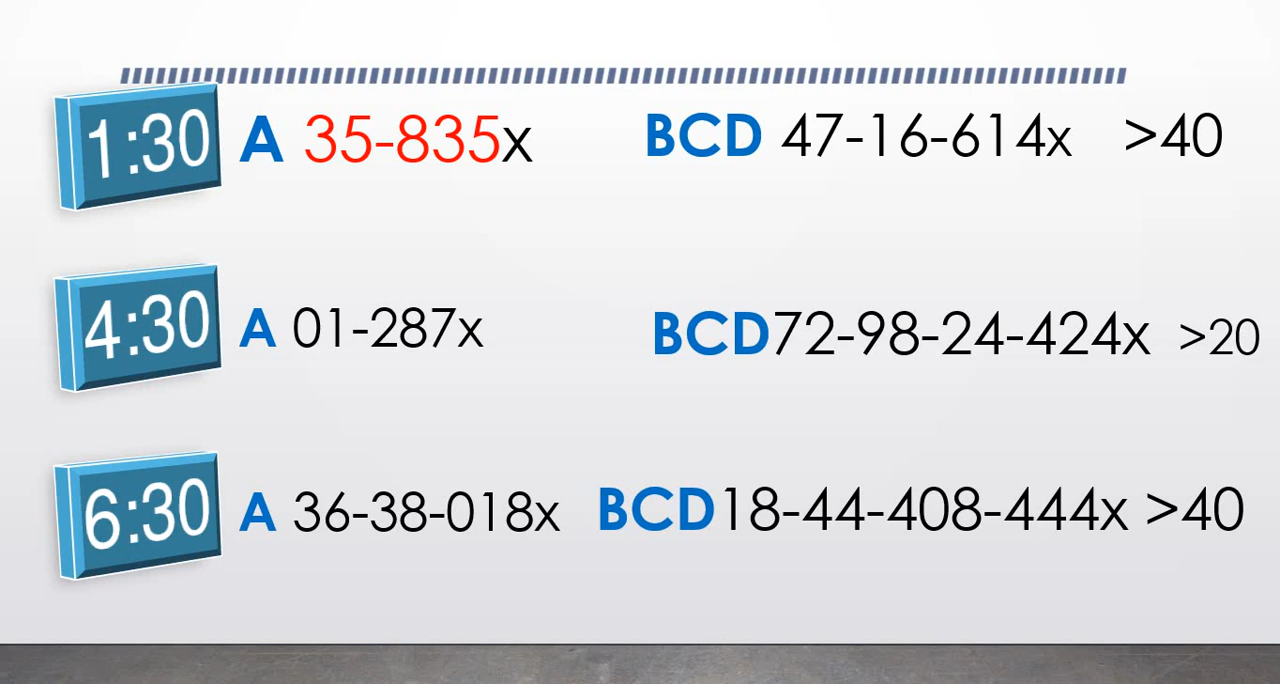 1:30 A 35-835x BCD 47-16-614x >40
4:30 A 01-287x BCD72-98-24-424x >20
6:30 A 36-38-018x BCD18-44-408-444x >40